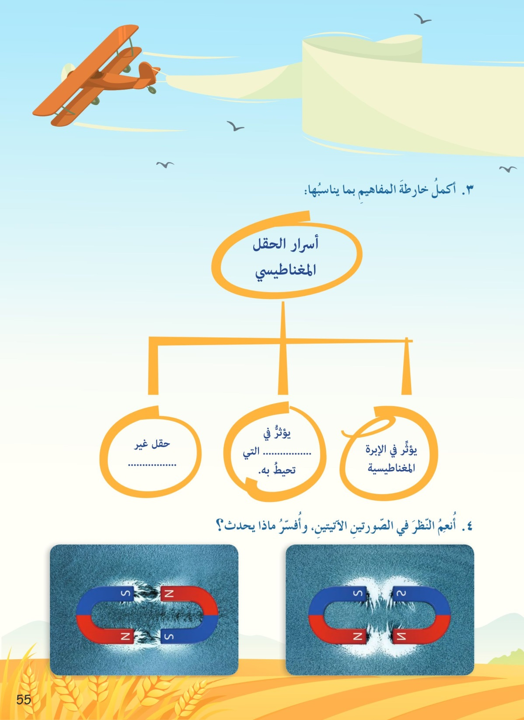 ٣. أكملُ خارطةَ المفاهيمِ بما يناسبُها:
أسرار الحقل
المغناطيسي
يؤثِّر في الإبرة
المغناطيسية
يؤثرُّ في
................. التي
تحيطُ به.
حقل غير
................
٤. أُنعِمُ النّظرَ في الصّورتينِ الآتيتينِ، وأُفسّرُ ماذا يحدث؟
S S
N N
S N
N S
55